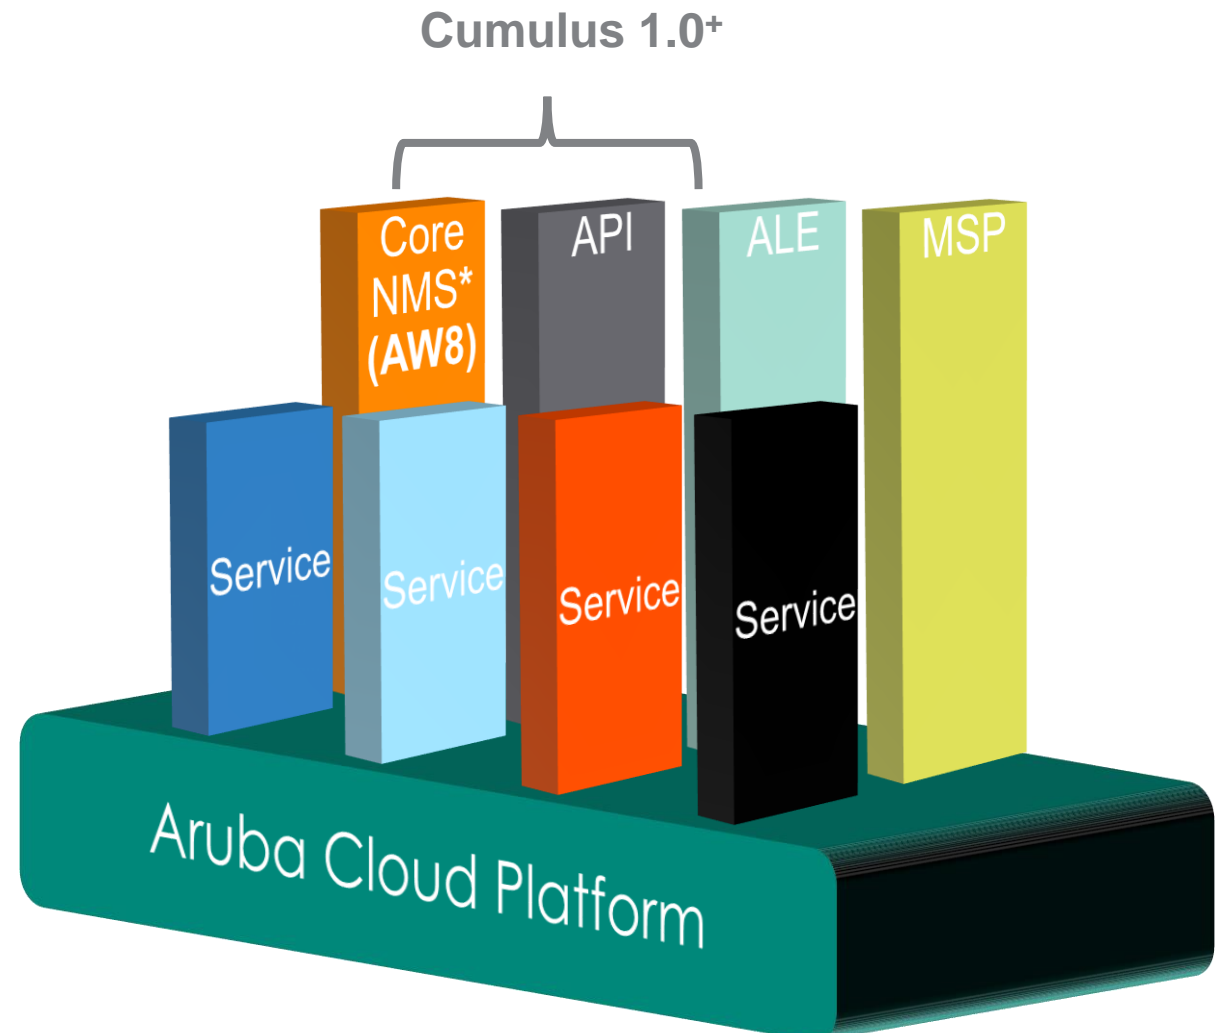 Cumulus 1.0⁺
Core
NMS*
(AW8)
API
ALE
MSP
Service
Service
Service
Service
Aruba Cloud Platform